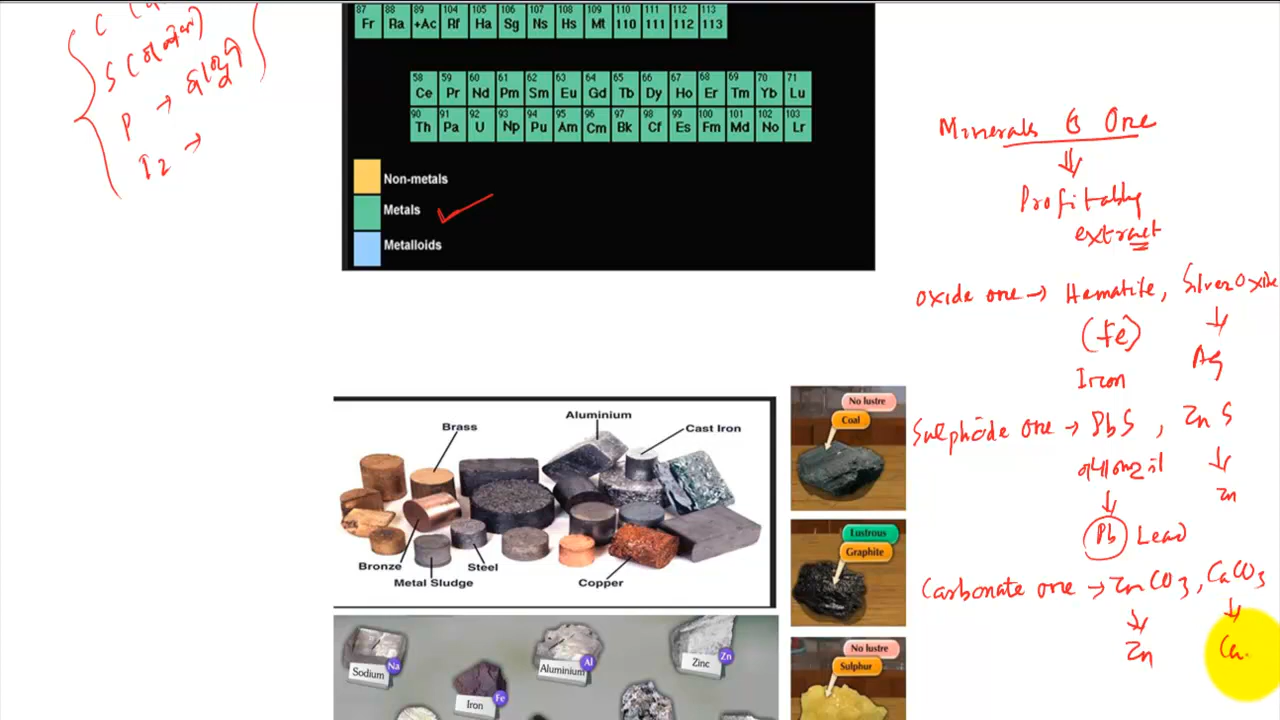 C
S
P →
I2 →
87 88 89 104 105 106 107 108 109 110 111 112 113
Fr Ra +Ac Rf Ha Sg Ns Hs Mt 110 111 112 113
58 59 60 61 62 63 64 65 66 67 68 69 70 71
Ce Pr Nd Pm Sm Eu Gd Tb Dy Ho Er Tm Yb Lu
90 91 92 93 94 95 96 97 98 99 100 101 102 103
Th Pa U Np Pu Am Cm Bk Cf Es Fm Md No Lr
Non-metals
Metals
Metalloids
Brass
Aluminium
Cast Iron
Bronze
Metal Sludge
Steel
Copper
Sodium Na
Iron Fe
Aluminium Al
Zinc Zn
No lustre
Coal
Lustrous
Graphite
No lustre
Sulphur
Minerals & Ore
Profitably
extract
Oxide ore → Hematite, Silver Oxide
(Fe) Ag
Iron
Sulphide ore → PbS, ZnS
Zn
Pb Lead
Carbonate ore → ZnCO3, CaCO3
Zn Ca